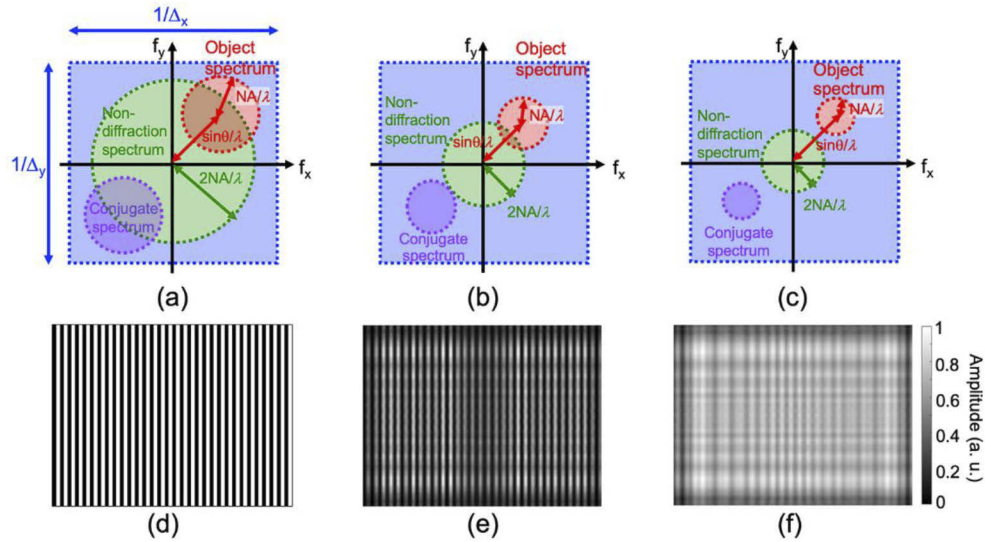 1/Δx
fy
Object
spectrum
Non-
diffraction
spectrum
NA/λ
sinθ/λ
1/Δy
fx
2NA/λ
Conjugate
spectrum
(a)
fy
Object
spectrum
Non-
diffraction
spectrum
NA/λ
sinθ/λ
fx
2NA/λ
Conjugate
spectrum
(b)
fy
Object
spectrum
Non-
diffraction
spectrum
NA/λ
sinθ/λ
fx
2NA/λ
Conjugate
spectrum
(c)
(d)
(e)
(f)
1
0.8
0.6
0.4
0.2
0
Amplitude (a. u.)